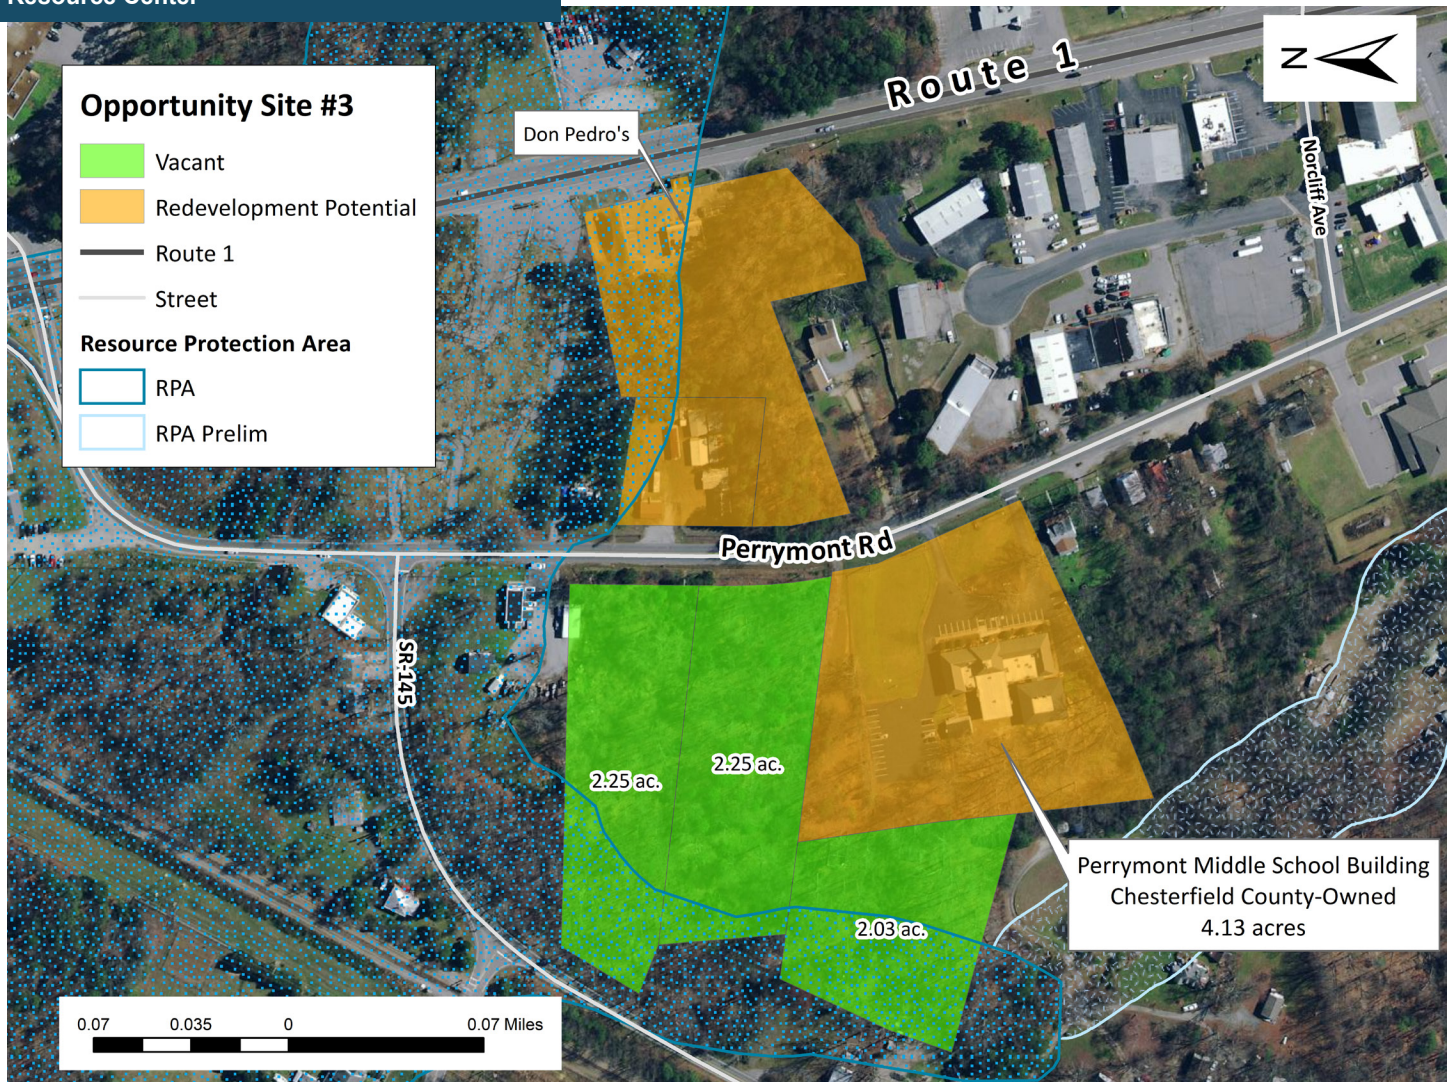 Resource Center
Opportunity Site #3
Vacant
Redevelopment Potential
Route 1
Street
Resource Protection Area
RPA
RPA Prelim
Don Pedro's
Route 1
N
Norcliff Ave
Perrymont Rd
SR-145
2.25 ac.
2.25 ac.
2.03 ac.
Perrymont Middle School Building
Chesterfield County-Owned
4.13 acres
0.07 0.035 0 0.07 Miles